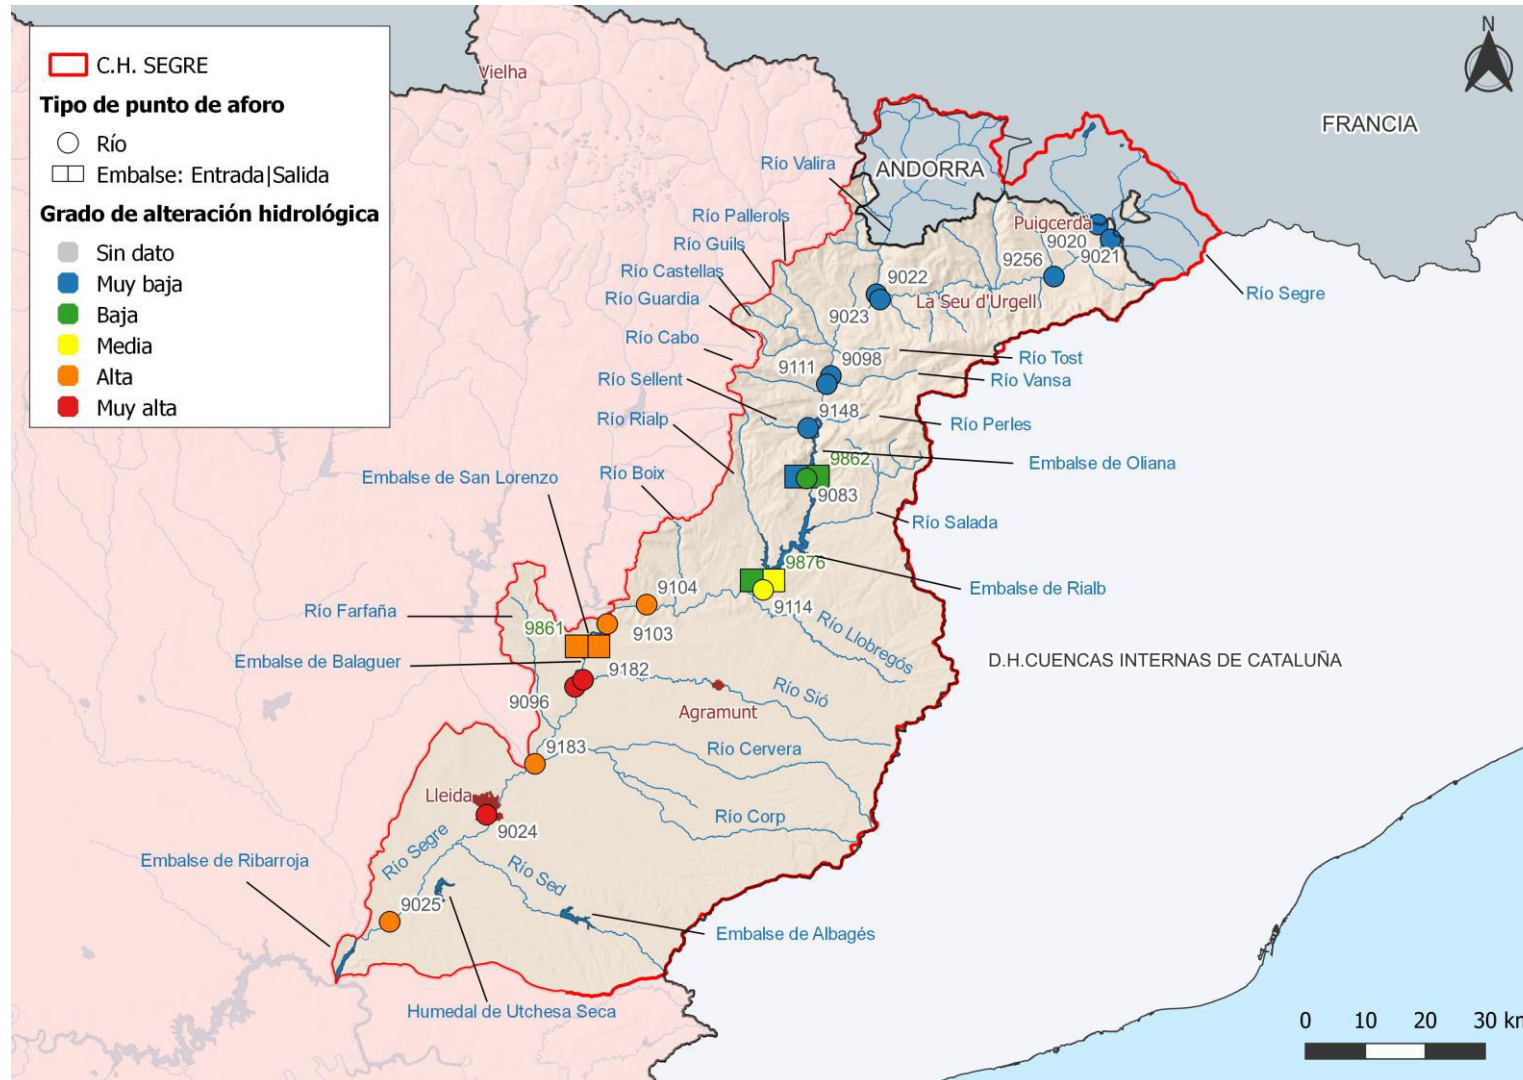 C.H. SEGRE
Tipo de punto de aforo
Río
Embalse: Entrada|Salida
Grado de alteración hidrológica
Sin dato
Muy baja
Baja
Media
Alta
Muy alta
Vielha
N
FRANCIA
ANDORRA
Río Valira
Río Pallerols
Río Guils
Río Castellas
Río Guardia
Río Cabo
Río Sellent
Río Rialp
Río Boix
Puigcerdà
9020
9021
9256
9022
9023
La Seu d'Urgell
Río Segre
9098
9111
Río Tost
Río Vansa
9148
Río Perles
Embalse de Oliana
9862
9083
Río Salada
Embalse de San Lorenzo
9876
Embalse de Rialb
9114
9104
9103
Río Farfaña
9861
Embalse de Balaguer
9182
9096
Río Llobregós
D.H.CUENCAS INTERNAS DE CATALUÑA
Río Sió
Agramunt
9183
Río Cervera
Lleida
9024
Río Corp
Río Segre
Río Sed
Embalse de Ribarroja
9025
Embalse de Albagés
Humedal de Utchesa Seca
0 10 20 30 km